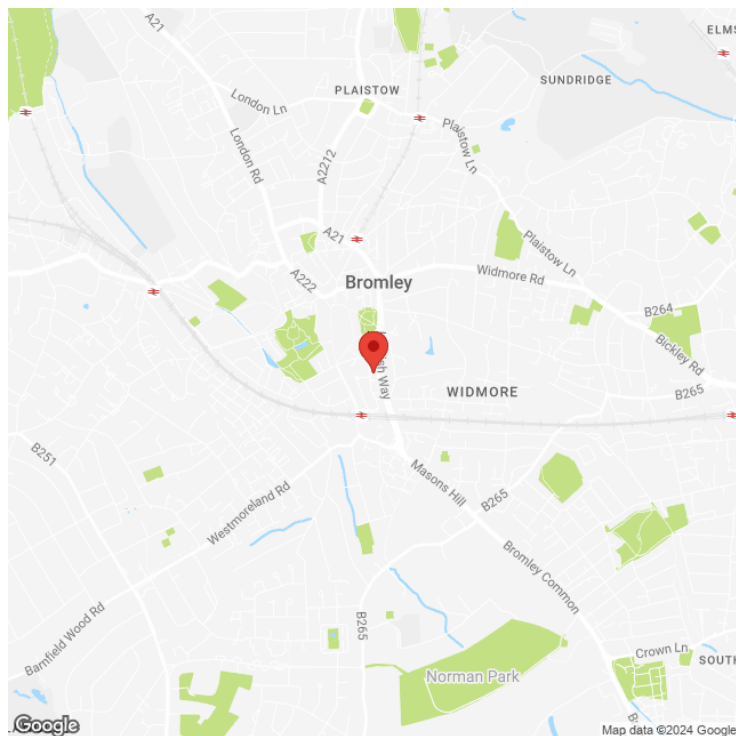 A21
ELMS
PLAISTOW
SUNDRIDGE
London Ln
Plaistow Ln
London Rd
A2212
A21
Plaistow Ln
A222
Bromley
Widmore Rd
B264
Bickley Rd
sh Way
WIDMORE
B265
B251
Masons Hill
B265
Westmoreland Rd
Bromley Common
Barnfield Wood Rd
B265
Crown Ln
SOUTH
Norman Park
Google
Map data ©2024 Google